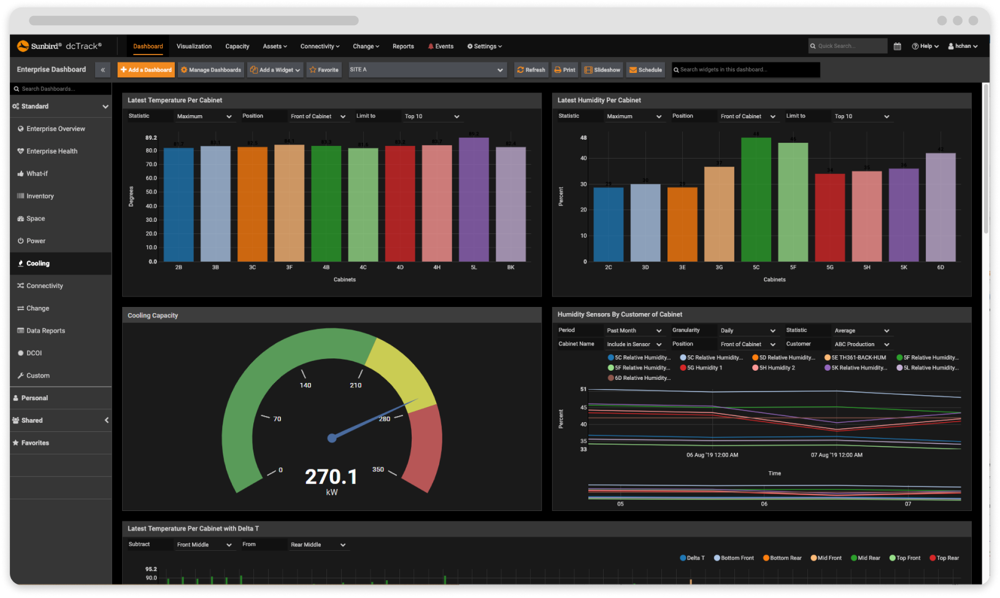 Sunbird® dcTrack®
Dashboard Visualization Capacity Assets Connectivity Change Reports Events Settings
Quick Search... Help hchan
Enterprise Dashboard « Add a Dashboard Manage Dashboards Add a Widget Favorite SITE A Refresh Print Slideshow Schedule Search widgets in this dashboard...
Search Dashboards...
Standard
Enterprise Overview
Enterprise Health
What-if
Inventory
Space
Power
Cooling
Connectivity
Change
Data Reports
DCOI
Custom
Personal
Shared
Favorites
Latest Temperature Per Cabinet
Statistic Maximum Position Front of Cabinet Limit to Top 10
89.2
80.0
70.0
60.0
50.0
40.0
30.0
20.0
10.0
0.0
Degrees
81.7 83.1 82.5 84.1 83.3 81.6 83.2 83.7 89.2 82.4
2B 3B 3C 3F 4B 4C 4D 4H 5L BK
Cabinets
Latest Humidity Per Cabinet
Statistic Maximum Position Front of Cabinet Limit to Top 10
48
40
30
20
10
0
Percent
29 30 29 37 48 46 34 35 36 42
2C 3D 3E 3G 5C 5F 5G 5H 5K 6D
Cabinets
Cooling Capacity
0
70
140
210
280
350
270.1
kW
Humidity Sensors By Customer of Cabinet
Period Past Month Granularity Daily Statistic Average
Cabinet Name Include in Sensor Position Front of Cabinet Customer ABC Production
5C Relative Humidity... 5C Relative Humidity... 5D Relative Humidity... 5E TH361-BACK-HUM 5F Relative Humidity...
5F Relative Humidity... 5G Humidity 1 5H Humidity 2 5K Relative Humidity... 5L Relative Humidity...
6D Relative Humidity...
51
45
40
35
33
Percent
06 Aug '19 12:00 AM 07 Aug '19 12:00 AM
Time
05 06 07
Latest Temperature Per Cabinet with Delta T
Subtract Front Middle From Rear Middle
Delta T Bottom Front Bottom Rear Mid Front Mid Rear Top Front Top Rear
95.2
90.0